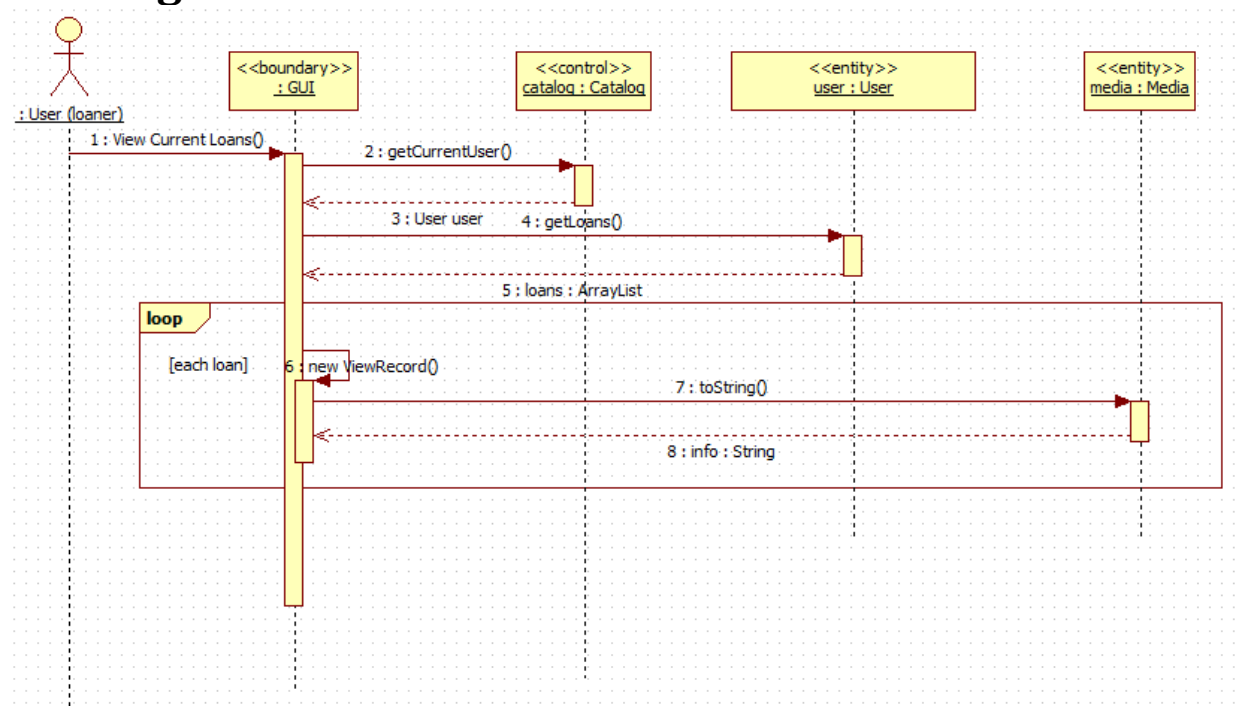 <<boundary>>
: GUI
<<control>>
catalog : Catalog
<<entity>>
user : User
<<entity>>
media : Media
: User (loaner)
1 : View Current Loans()
2 : getCurrentUser()
3 : User user
4 : getLoans()
5 : loans : ArrayList
loop
[each loan]
6 : new ViewRecord()
7 : toString()
8 : info : String